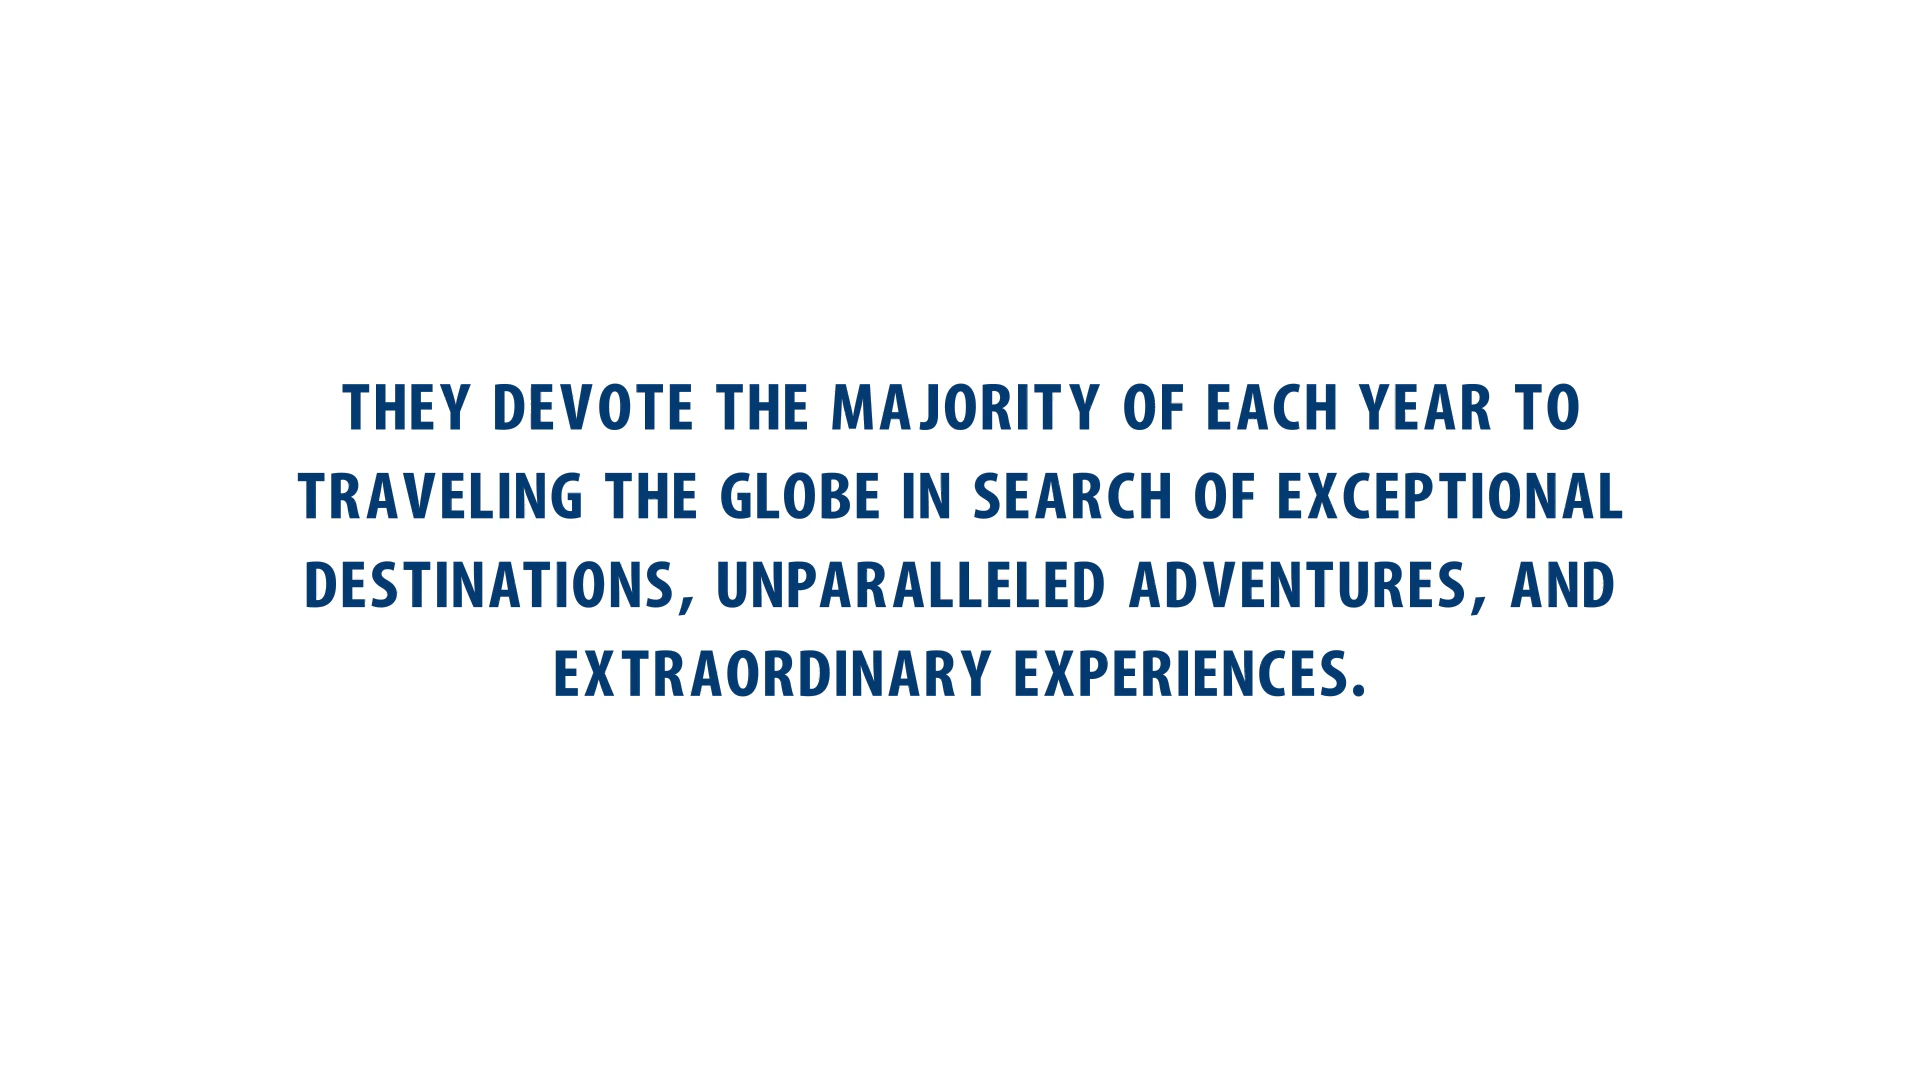 THEY DEVOTE THE MAJORITY OF EACH YEAR TO
TRAVELING THE GLOBE IN SEARCH OF EXCEPTIONAL
DESTINATIONS, UNPARALLELED ADVENTURES, AND
EXTRAORDINARY EXPERIENCES.